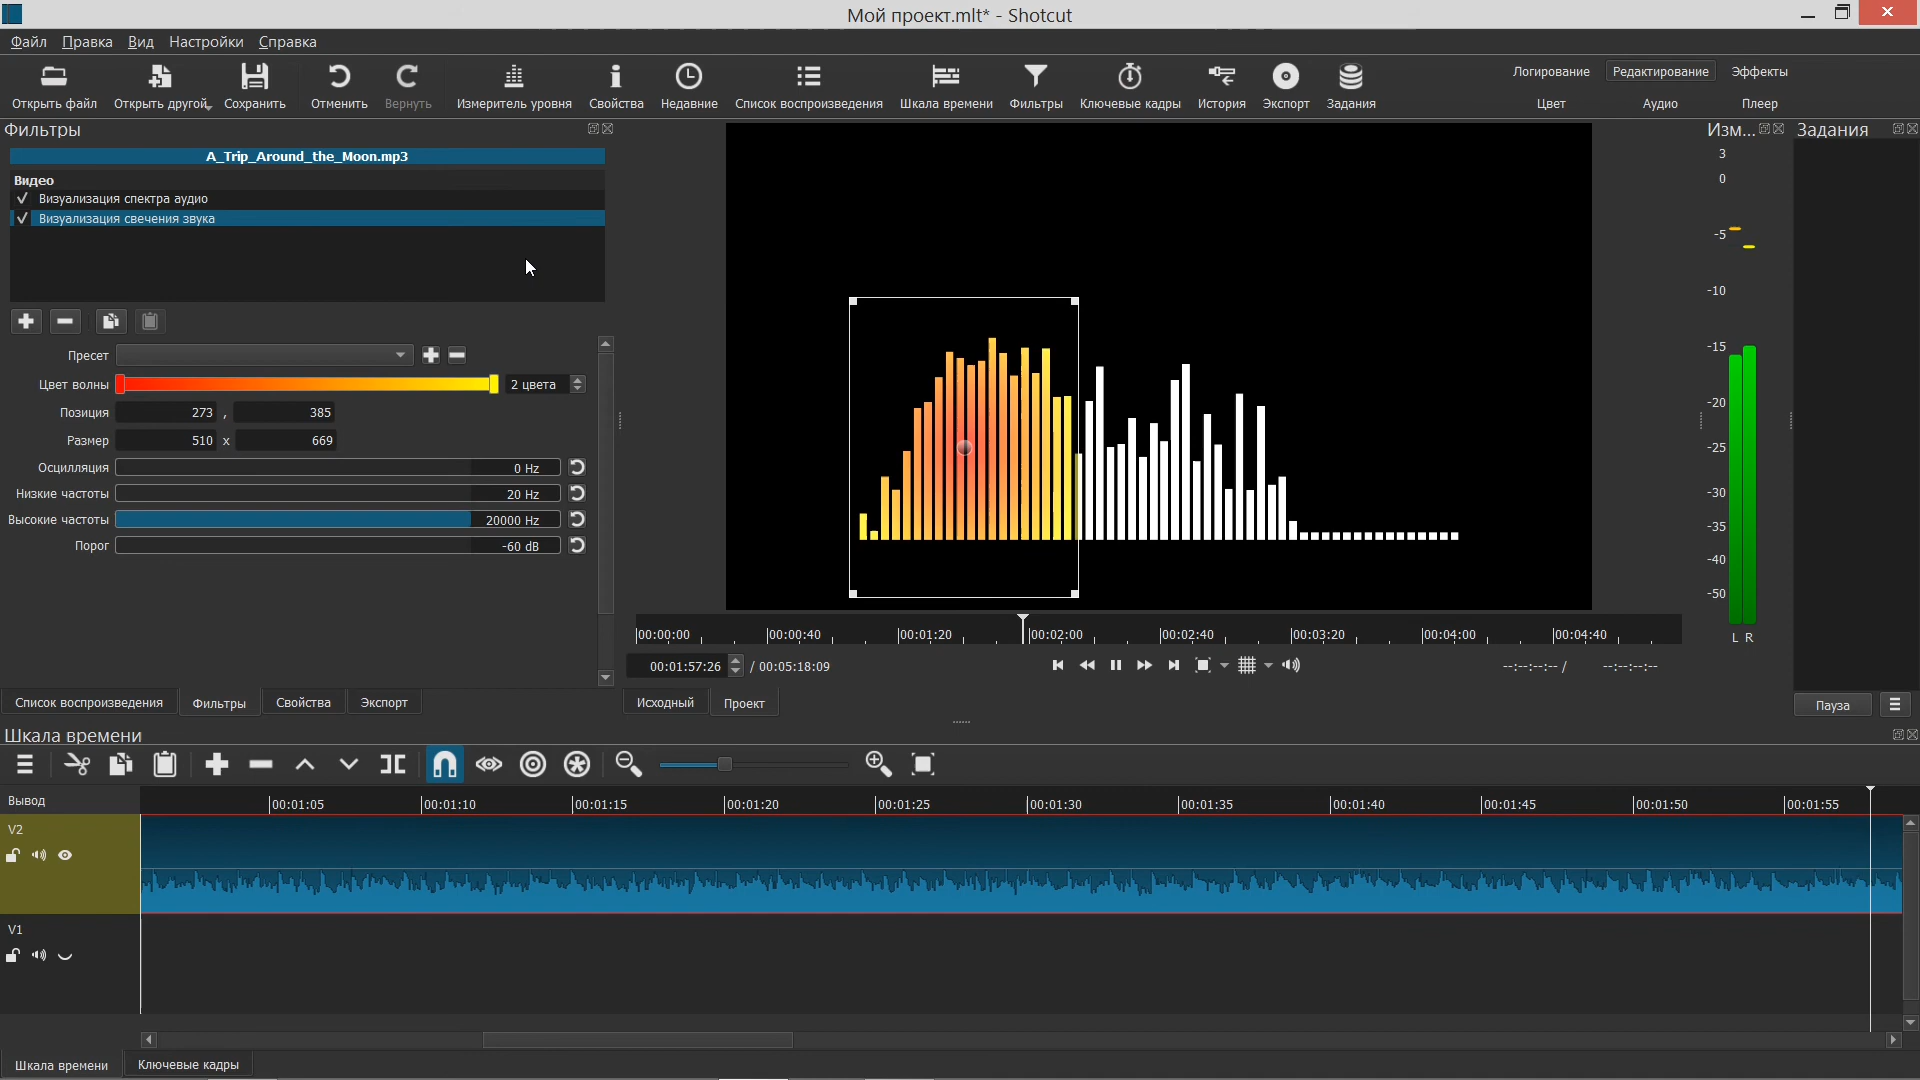 Мой проект.mlt* - Shotcut
Файл Правка Вид Настройки Справка
Открыть файл Открыть другой Сохранить Отменить Вернуть Измеритель уровня Свойства Недавние Список воспроизведения Шкала времени Фильтры Ключевые кадры История Экспорт Задания
Логирование Редактирование Эффекты
Цвет Аудио Плеер
Фильтры
A_Trip_Around_the_Moon.mp3
Видео
Визуализация спектра аудио
Визуализация свечения звука
Пресет
Цвет волны 2 цвета
Позиция 273 , 385
Размер 510 x 669
Осцилляция 0 Hz
Низкие частоты 20 Hz
Высокие частоты 20000 Hz
Порог -60 dB
Список воспроизведения Фильтры Свойства Экспорт
00:00:00 00:00:40 00:01:20 00:02:00 00:02:40 00:03:20 00:04:00 00:04:40
00:01:57:26 / 00:05:18:09
--:--:--:-- / --:--:--:--
Исходный Проект
Изм...
3
0
-5
-10
-15
-20
-25
-30
-35
-40
-50
L R
Задания
Пауза
Шкала времени
Вывод
00:01:05 00:01:10 00:01:15 00:01:20 00:01:25 00:01:30 00:01:35 00:01:40 00:01:45 00:01:50 00:01:55
V2
V1
Шкала времени Ключевые кадры